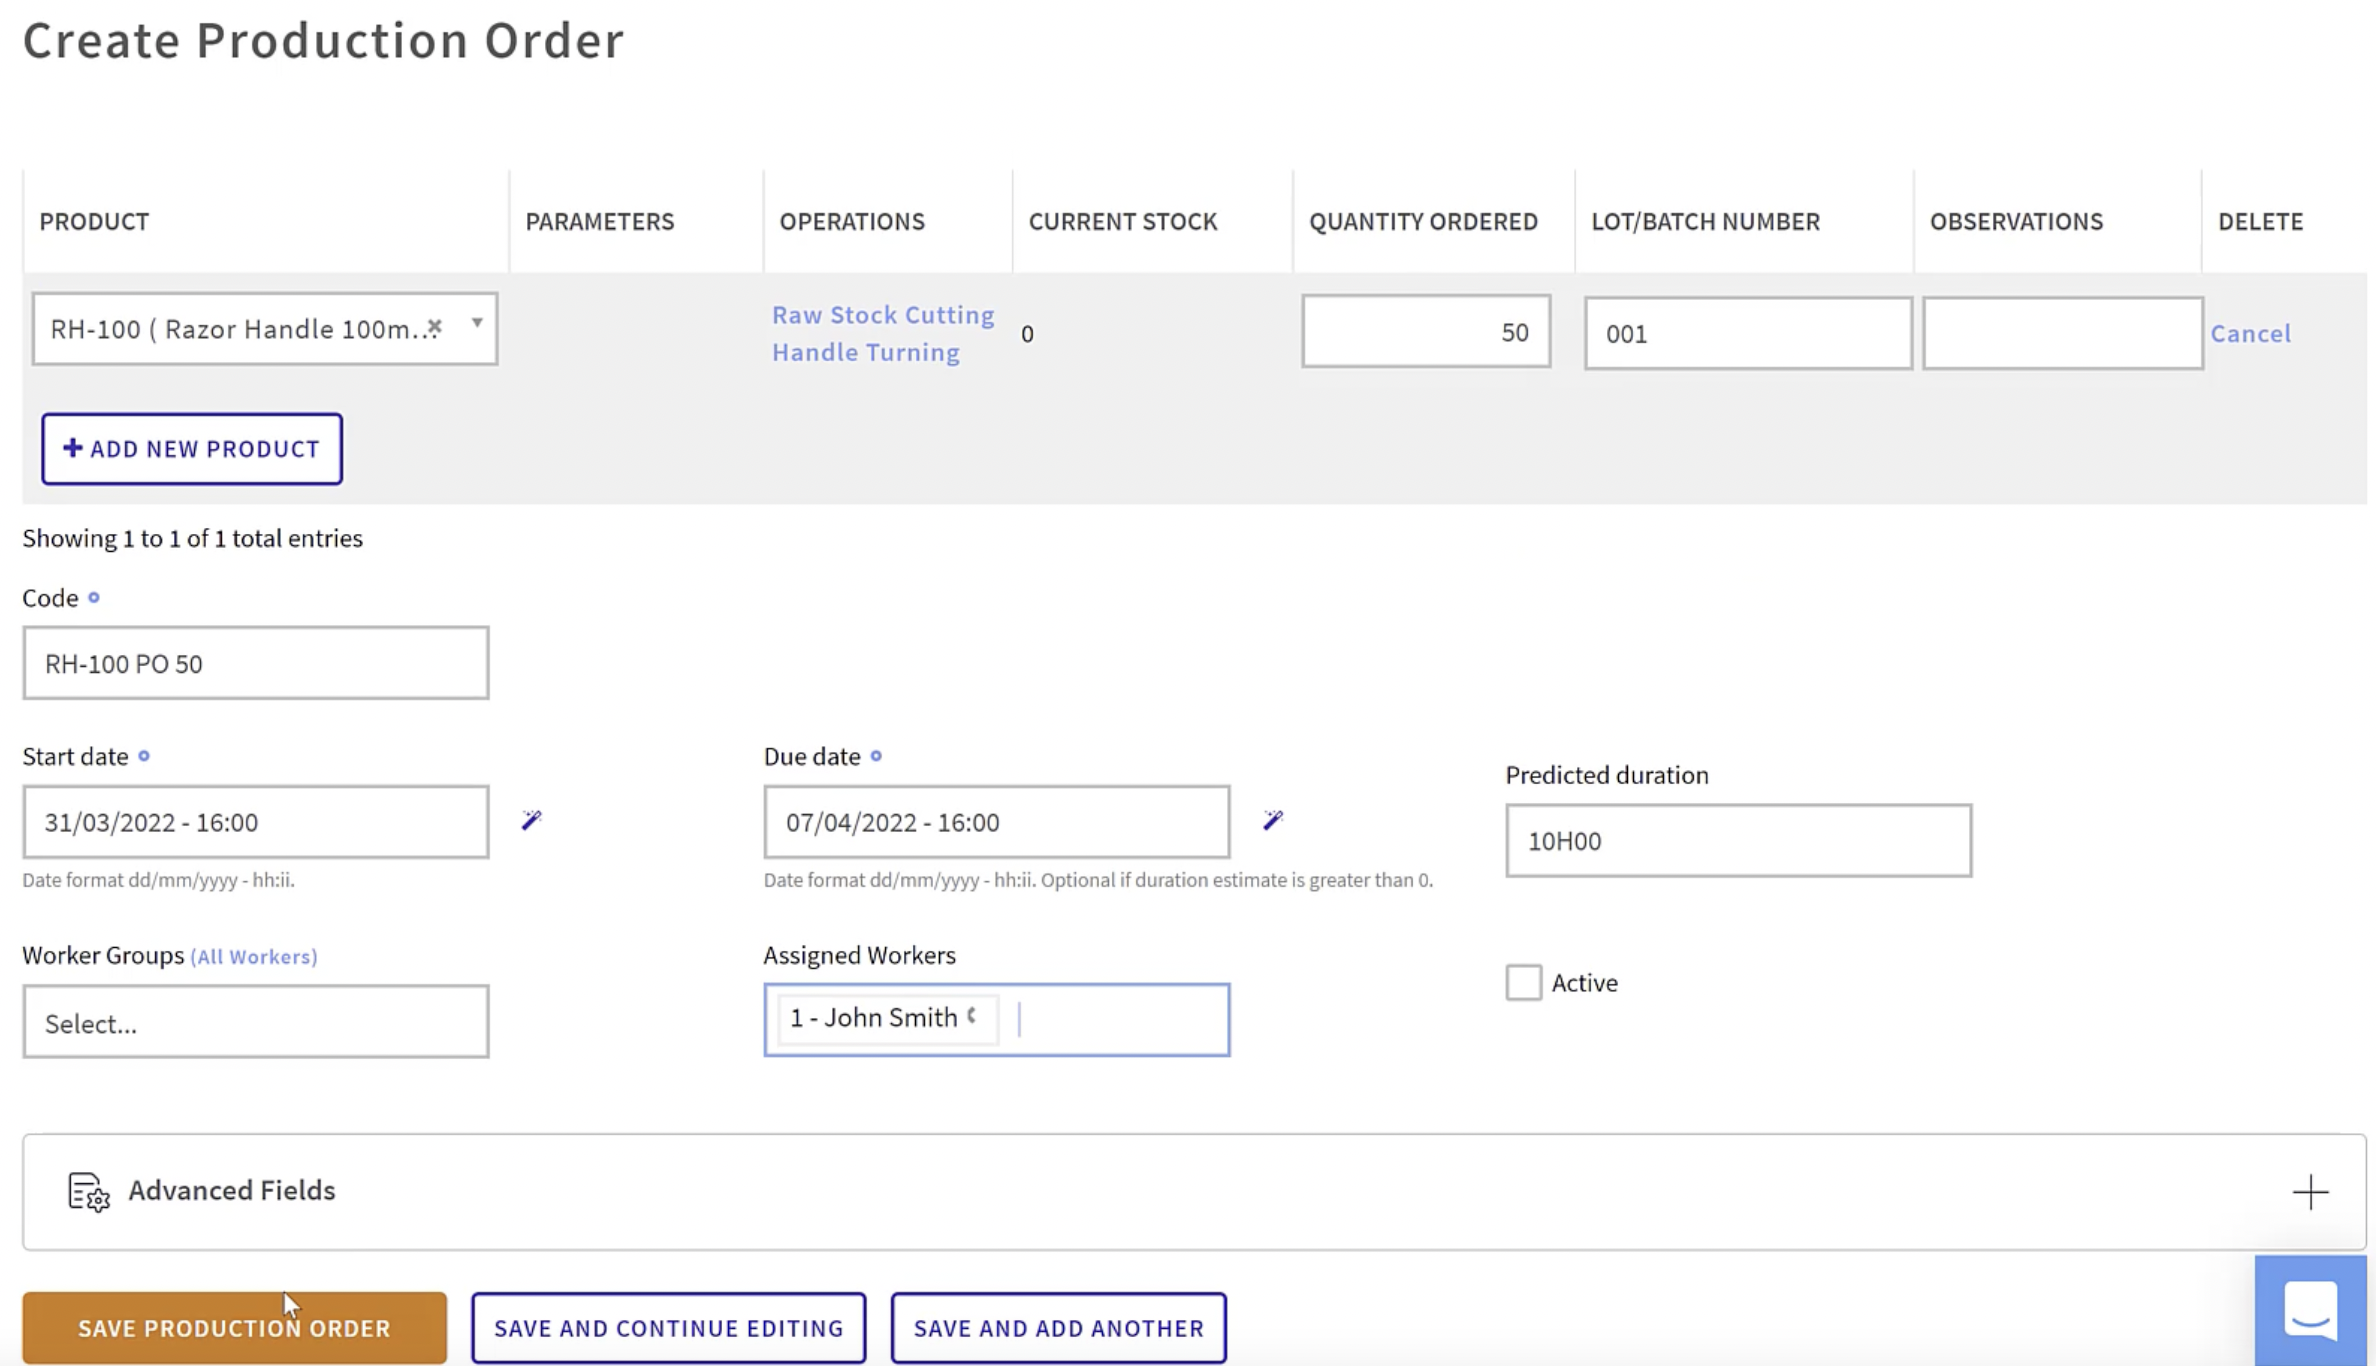 Create Production Order
PRODUCT PARAMETERS OPERATIONS CURRENT STOCK QUANTITY ORDERED LOT/BATCH NUMBER OBSERVATIONS DELETE
RH-100 ( Razor Handle 100m...
Raw Stock Cutting
Handle Turning
0
50
001
Cancel
+ ADD NEW PRODUCT
Showing 1 to 1 of 1 total entries
Code
RH-100 PO 50
Start date
31/03/2022 - 16:00
Date format dd/mm/yyyy - hh:ii.
Due date
07/04/2022 - 16:00
Date format dd/mm/yyyy - hh:ii. Optional if duration estimate is greater than 0.
Predicted duration
10H00
Worker Groups (All Workers)
Select...
Assigned Workers
1 - John Smith
Active
Advanced Fields
SAVE PRODUCTION ORDER
SAVE AND CONTINUE EDITING
SAVE AND ADD ANOTHER